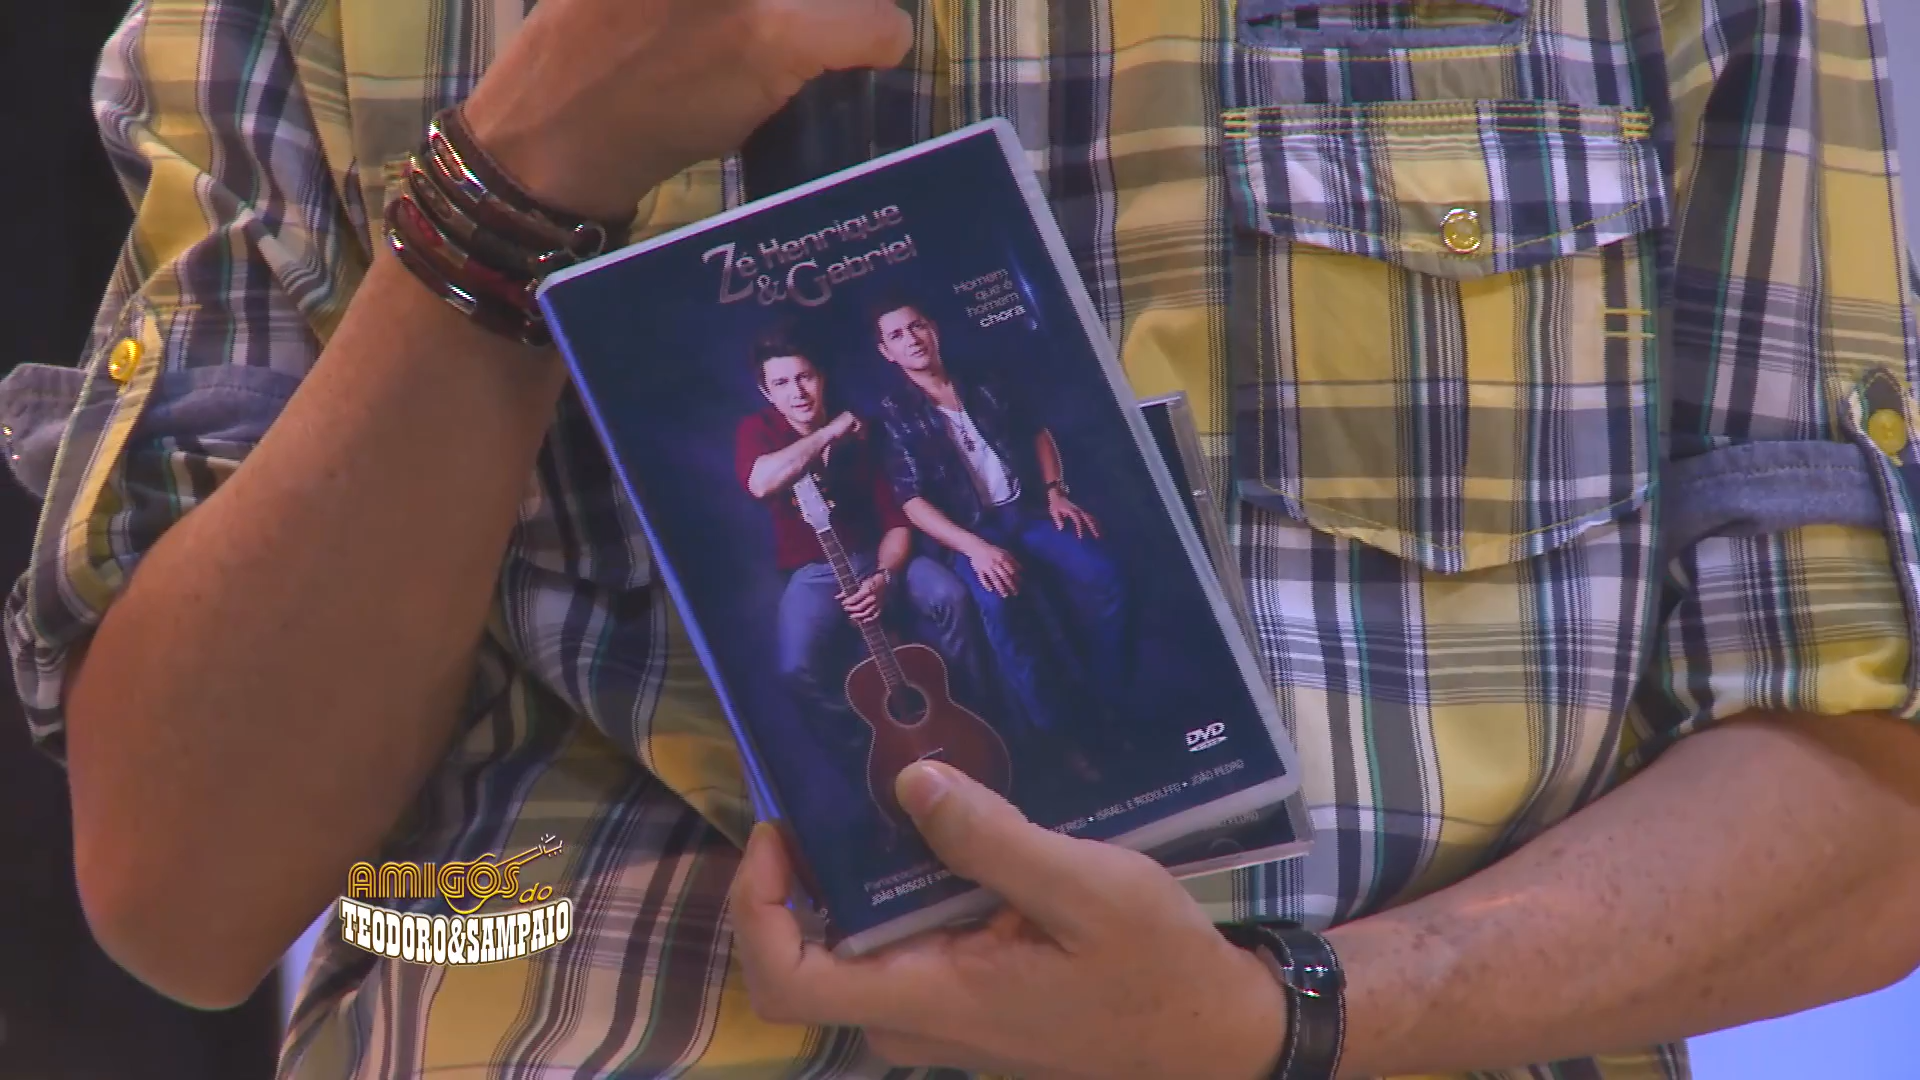 Zé Henrique
& Gabriel
Homem
que é
homem
chora
DVD
ISRAEL E RODOLFFO • JOÃO PEDRO
JOÃO BOSCO E
AMIGOS do
TEODORO & SAMPAIO